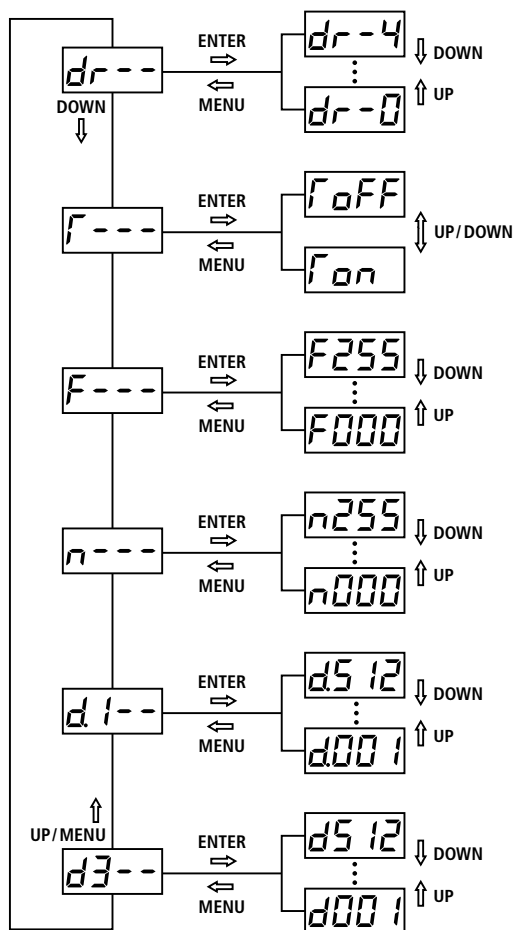 dr-4
ENTER
dr--
DOWN
MENU
UP
DOWN
dr-0
ΓoFF
ENTER
Γ---
UP/DOWN
MENU
Γon
F255
ENTER
DOWN
F---
MENU
UP
F000
n255
ENTER
DOWN
n---
MENU
UP
n000
d.512
ENTER
DOWN
d.1--
MENU
UP
d.001
UP/MENU
d512
ENTER
DOWN
d3--
MENU
UP
d001